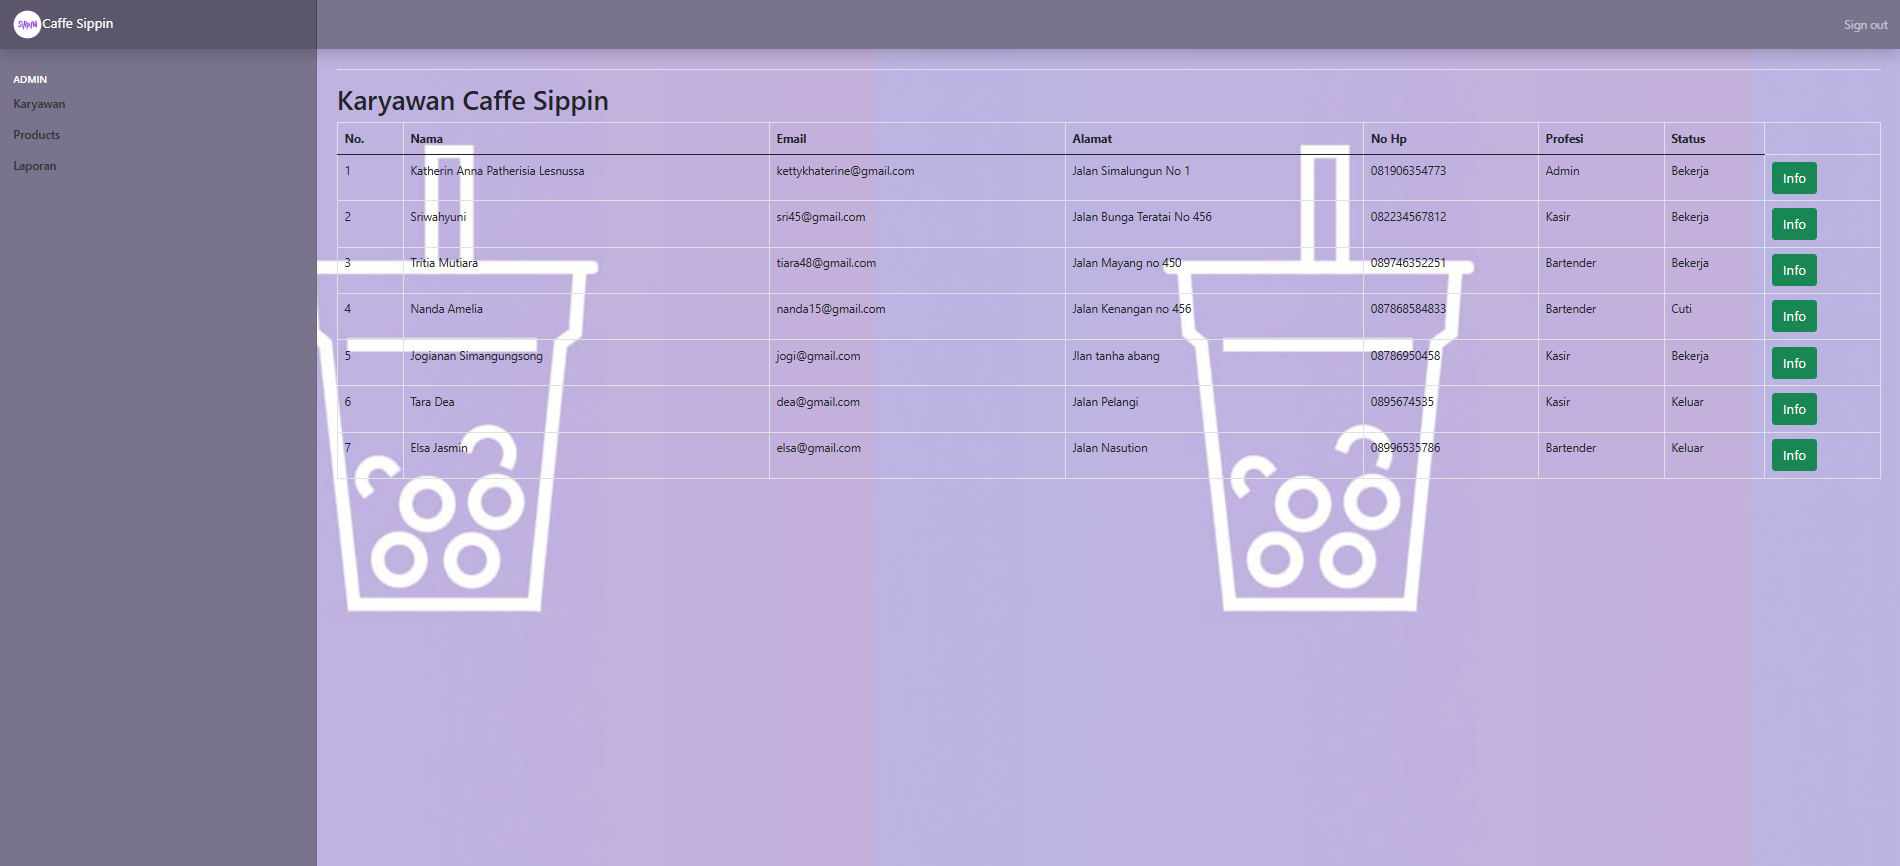 SIPPIN Caffe Sippin Sign out
ADMIN
Karyawan
Products
Laporan
Karyawan Caffe Sippin
No. Nama Email Alamat No Hp Profesi Status
1 Katherin Anna Patherisia Lesnussa kettykhaterine@gmail.com Jalan Simalungun No 1 081906354773 Admin Bekerja Info
2 Sriwahyuni sri45@gmail.com Jalan Bunga Teratai No 456 082234567812 Kasir Bekerja Info
3 Tritia Mutiara tiara48@gmail.com Jalan Mayang no 450 089746352251 Bartender Bekerja Info
4 Nanda Amelia nanda15@gmail.com Jalan Kenangan no 456 087868584833 Bartender Cuti Info
5 Jogianan Simangungsong jogi@gmail.com Jlan tanha abang 08786950458 Kasir Bekerja Info
6 Tara Dea dea@gmail.com Jalan Pelangi 0895674535 Kasir Keluar Info
7 Elsa Jasmin elsa@gmail.com Jalan Nasution 08996535786 Bartender Keluar Info